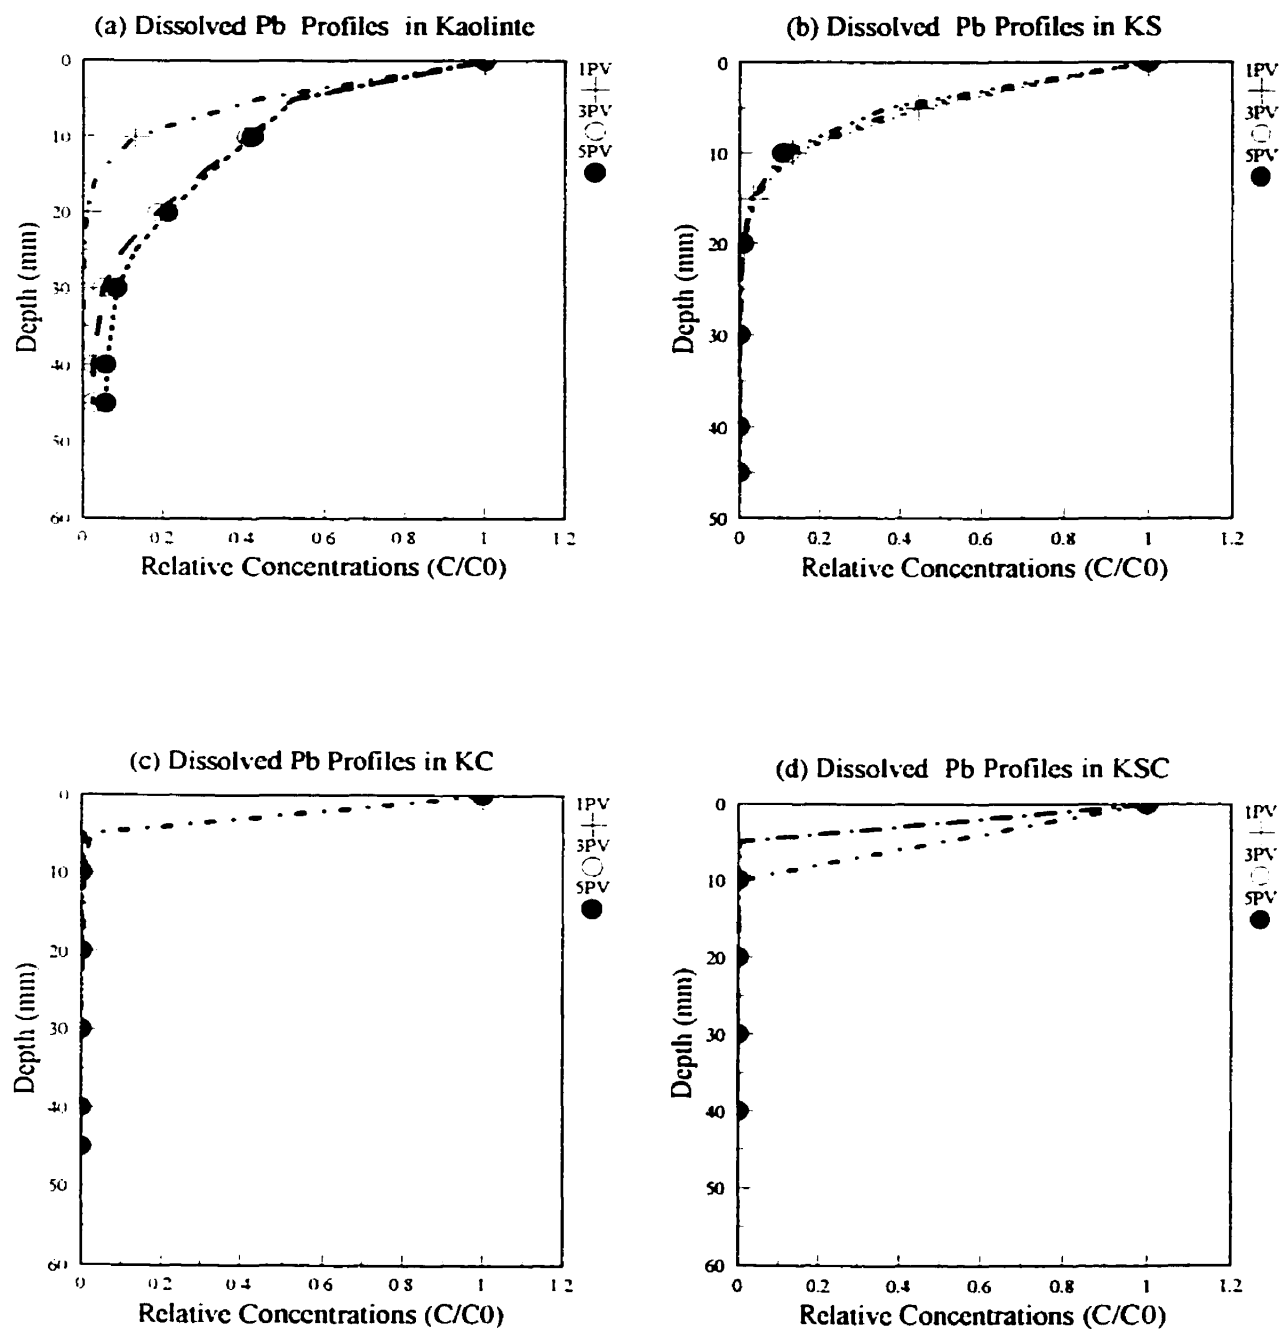 (a) Dissolved Pb Profiles in Kaolinte
0
10
20
30
40
50
60
Depth (mm)
0 0.2 0.4 0.6 0.8 1 1.2
Relative Concentrations (C/C0)
1PV
3PV
5PV
(b) Dissolved Pb Profiles in KS
0
10
20
30
40
50
Depth (mm)
0 0.2 0.4 0.6 0.8 1 1.2
Relative Concentrations (C/C0)
1PV
3PV
5PV
(c) Dissolved Pb Profiles in KC
0
10
20
30
40
50
60
Depth (mm)
0 0.2 0.4 0.6 0.8 1 1.2
Relative Concentrations (C/C0)
1PV
3PV
5PV
(d) Dissolved Pb Profiles in KSC
0
10
20
30
40
50
60
Depth (mm)
0 0.2 0.4 0.6 0.8 1 1.2
Relative Concentrations (C/C0)
1PV
3PV
5PV